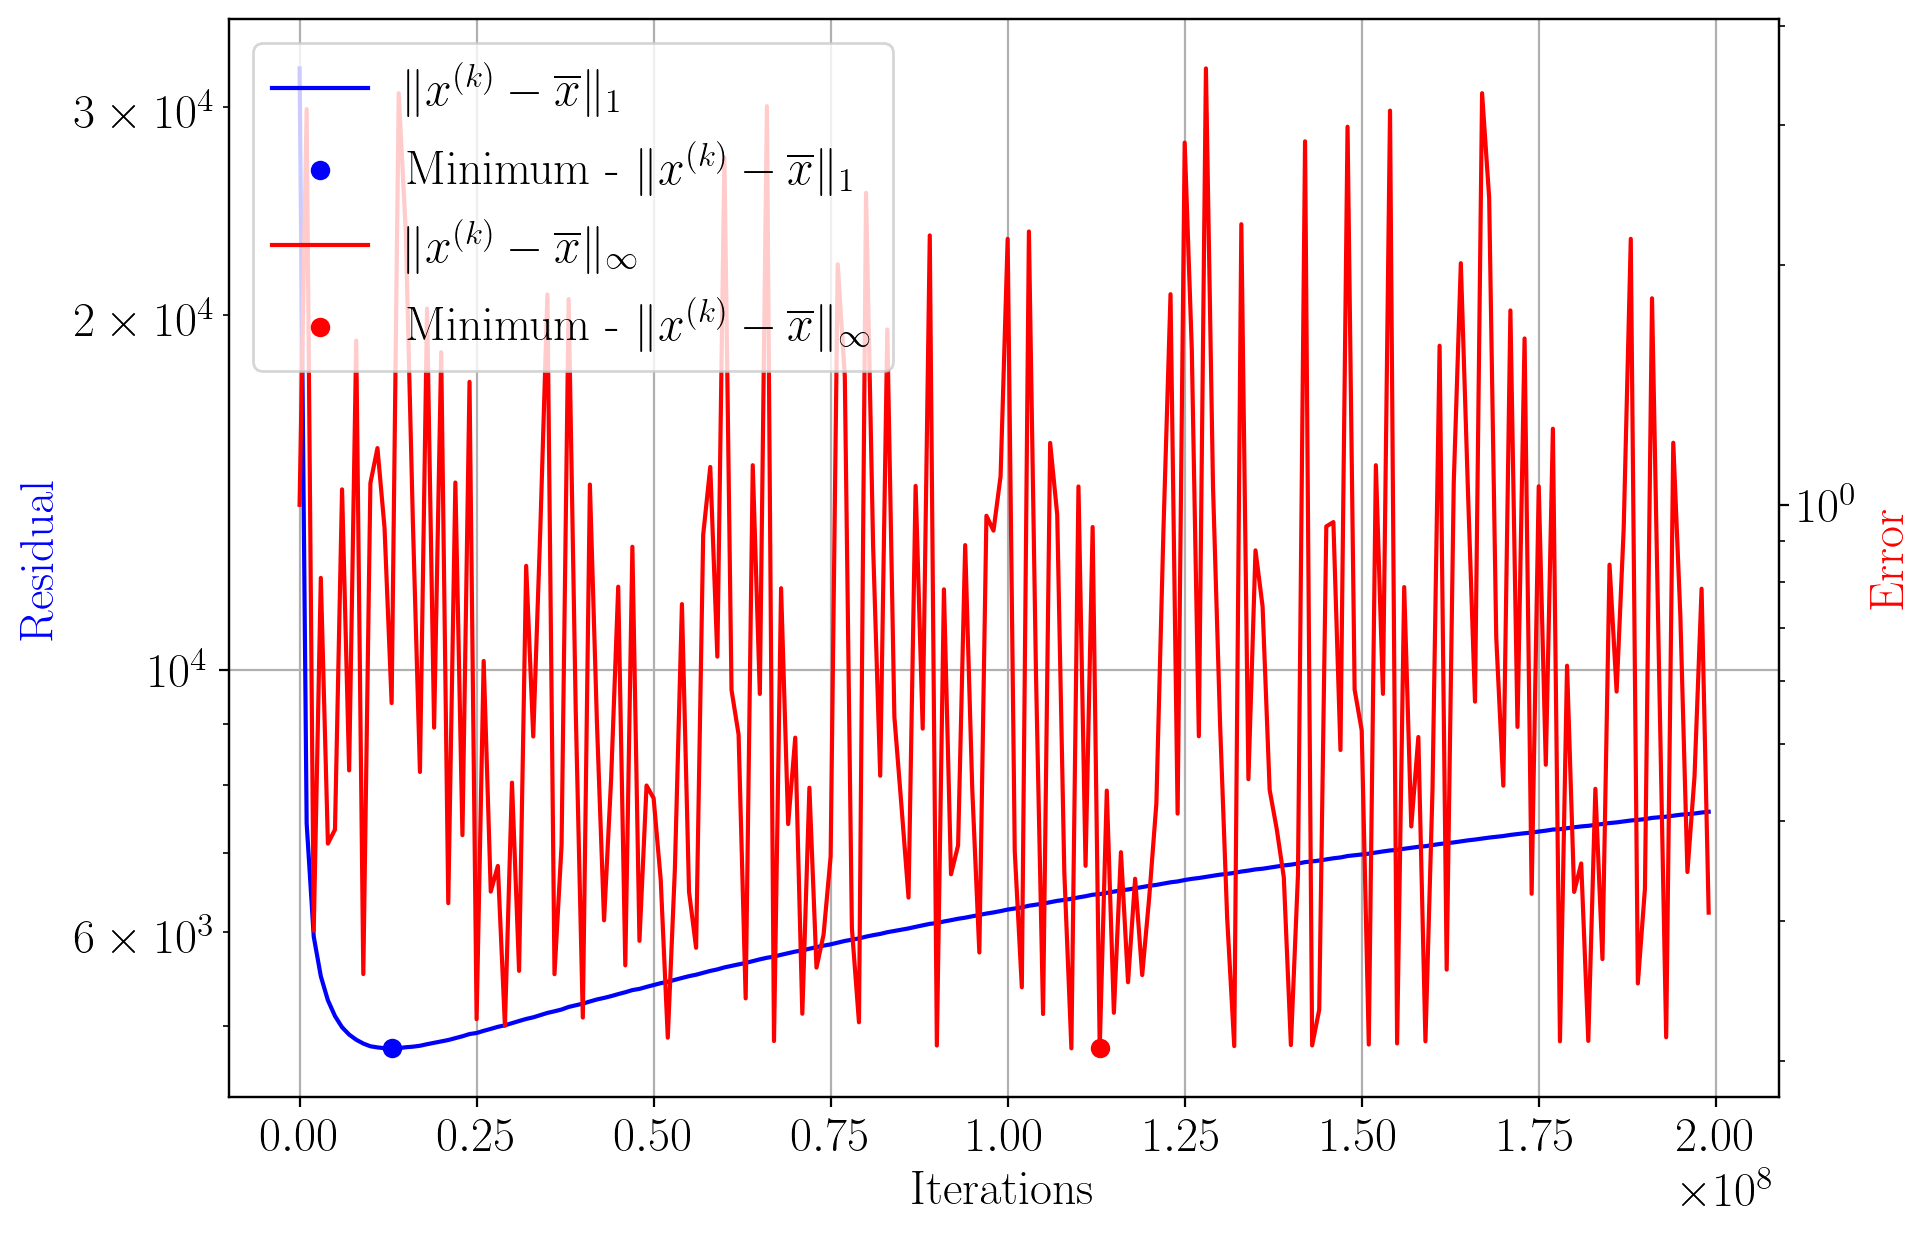 ‖x^(k) − x̅‖₁
Minimum - ‖x^(k) − x̅‖₁
‖x^(k) − x̅‖∞
Minimum - ‖x^(k) − x̅‖∞
3 × 10⁴
2 × 10⁴
10⁴
6 × 10³
Residual
10⁰
Error
0.00 0.25 0.50 0.75 1.00 1.25 1.50 1.75 2.00
Iterations
×10⁸